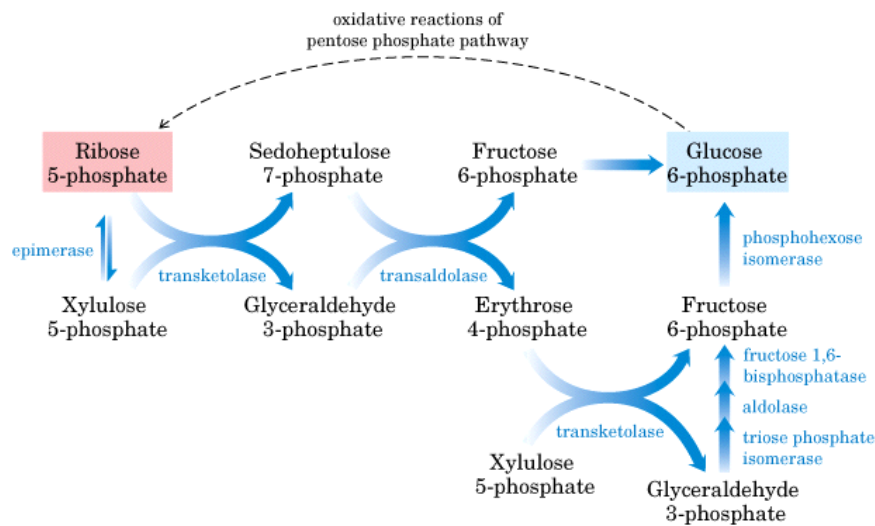 oxidative reactions of
pentose phosphate pathway
Ribose
5-phosphate
Sedoheptulose
7-phosphate
Fructose
6-phosphate
Glucose
6-phosphate
epimerase
transketolase
transaldolase
phosphohexose
isomerase
Xylulose
5-phosphate
Glyceraldehyde
3-phosphate
Erythrose
4-phosphate
Fructose
6-phosphate
fructose 1,6-
bisphosphatase
aldolase
transketolase
triose phosphate
isomerase
Xylulose
5-phosphate
Glyceraldehyde
3-phosphate